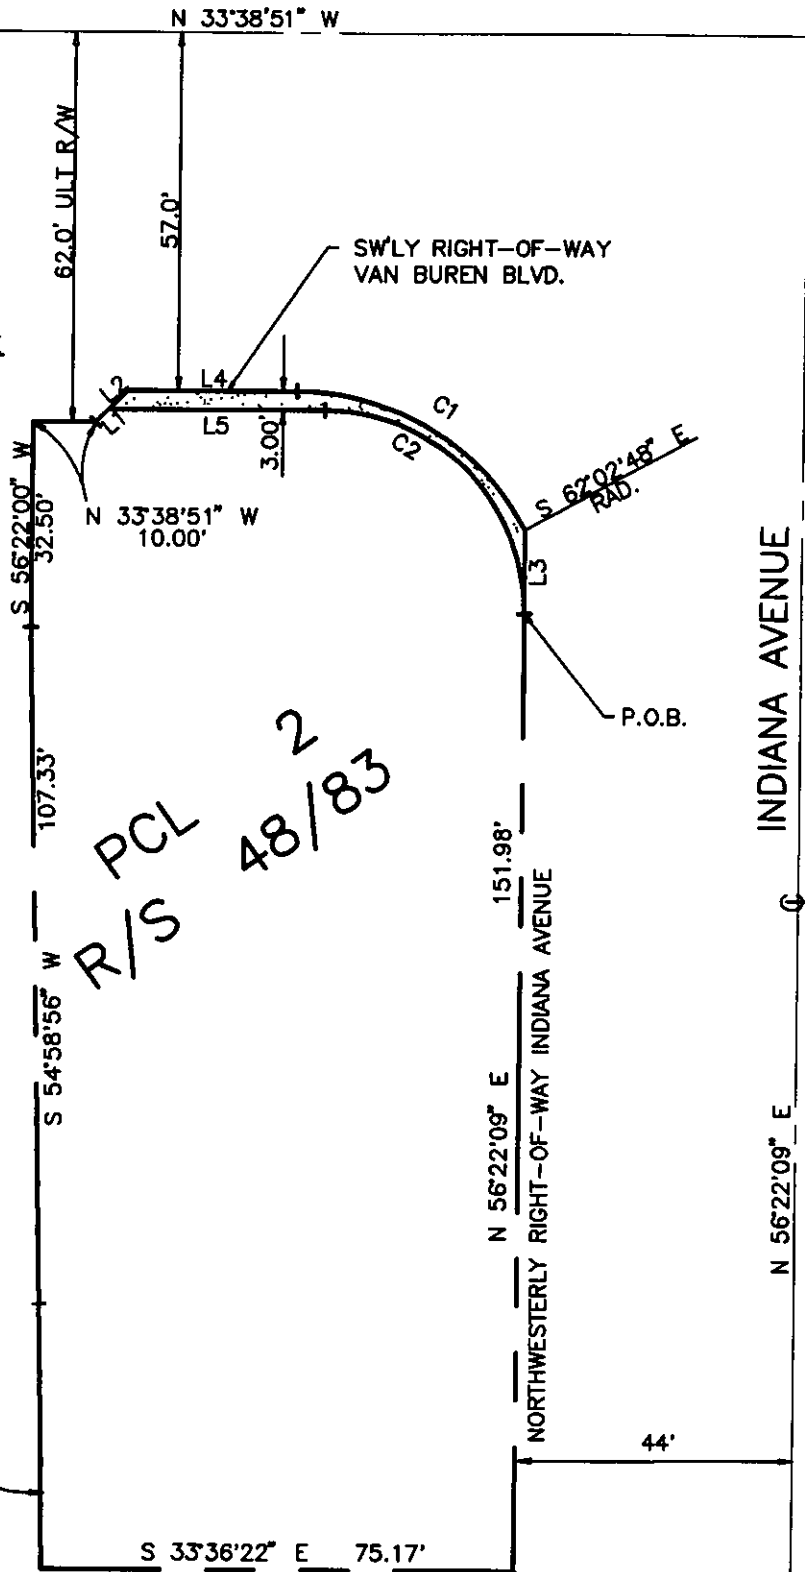 N 33°38'51" W
62.0' ULT R/W
57.0'
SW'LY RIGHT-OF-WAY
VAN BUREN BLVD.
L2
L4
L1
L5
3.00'
C1
C2
S 62°02'48" E
RAD.
N 33°38'51" W
10.00'
S 56°22'00" W
32.50'
L3
P.O.B.
INDIANA AVENUE
107.33'
PCL 2
R/S 48/83
151.98'
S 54°58'56" W
N 56°22'09" E
NORTHWESTERLY RIGHT-OF-WAY INDIANA AVENUE
N 56°22'09" E
44'
S 33°36'22" E 75.17'